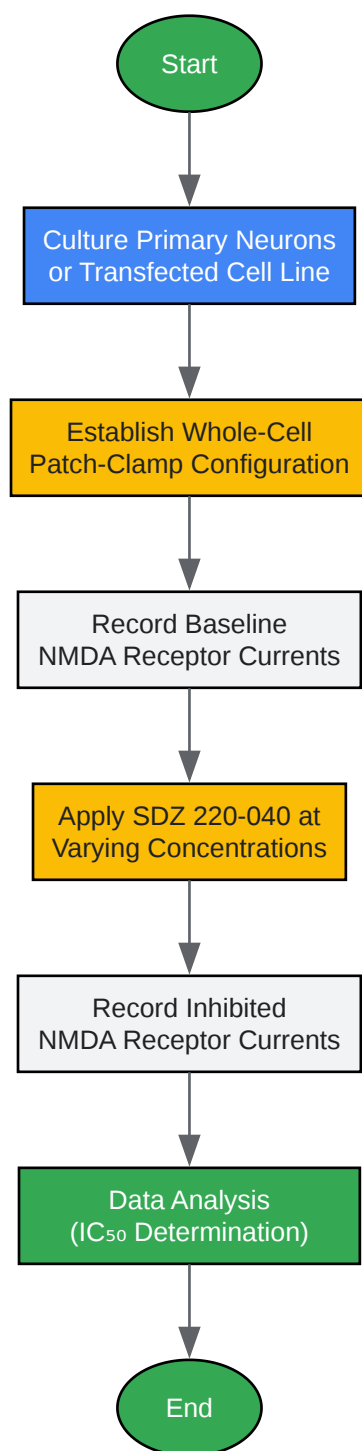 Start
Culture Primary Neurons
or Transfected Cell Line
Establish Whole-Cell
Patch-Clamp Configuration
Record Baseline
NMDA Receptor Currents
Apply SDZ 220-040 at
Varying Concentrations
Record Inhibited
NMDA Receptor Currents
Data Analysis
(IC₅₀ Determination)
End